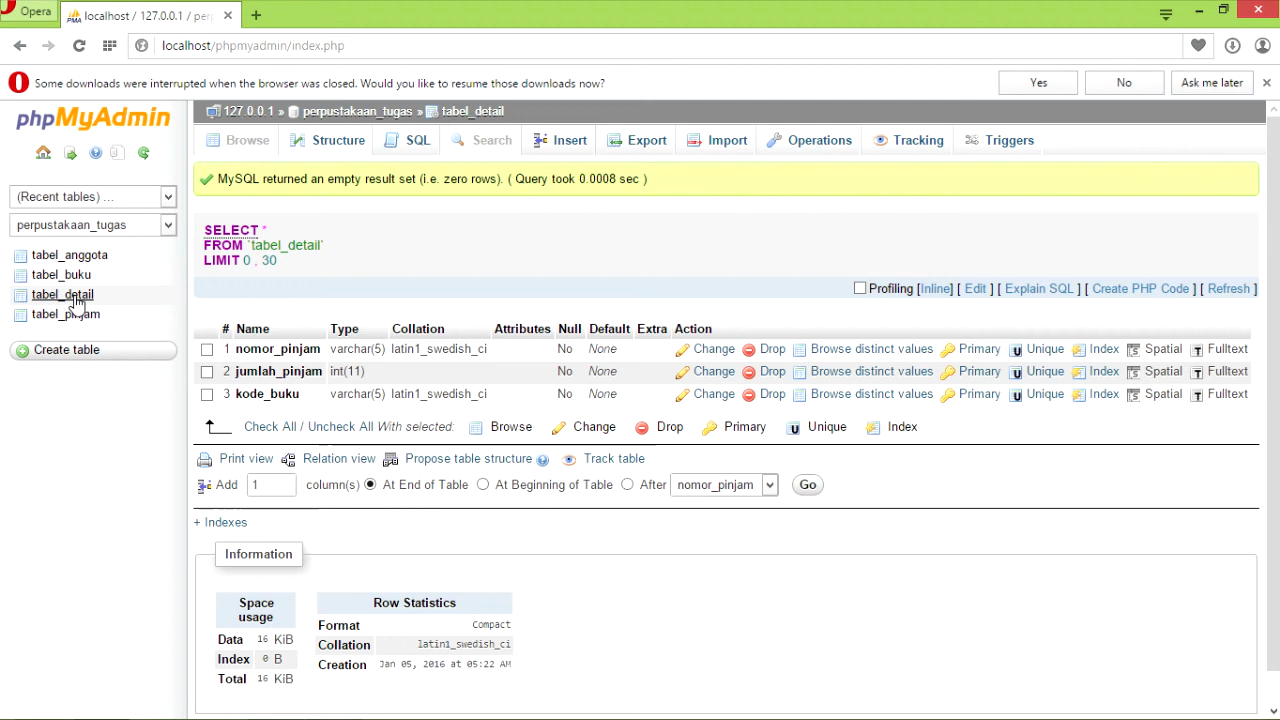 Opera
localhost / 127.0.0.1 / per
localhost/phpmyadmin/index.php
Some downloads were interrupted when the browser was closed. Would you like to resume those downloads now?
Yes
No
Ask me later
phpMyAdmin
(Recent tables) ...
perpustakaan_tugas
tabel_anggota
tabel_buku
tabel_detail
tabel_pinjam
Create table
127.0.0.1 » perpustakaan_tugas » tabel_detail
Browse Structure SQL Search Insert Export Import Operations Tracking Triggers
MySQL returned an empty result set (i.e. zero rows). ( Query took 0.0008 sec )
SELECT *
FROM `tabel_detail`
LIMIT 0 , 30
Profiling [Inline] [ Edit ] [ Explain SQL ] [ Create PHP Code ] [ Refresh ]
# Name Type Collation Attributes Null Default Extra Action
1 nomor_pinjam varchar(5) latin1_swedish_ci No None Change Drop Browse distinct values Primary Unique Index Spatial Fulltext
2 jumlah_pinjam int(11) No None Change Drop Browse distinct values Primary Unique Index Spatial Fulltext
3 kode_buku varchar(5) latin1_swedish_ci No None Change Drop Browse distinct values Primary Unique Index Spatial Fulltext
Check All / Uncheck All With selected: Browse Change Drop Primary Unique Index
Print view Relation view Propose table structure Track table
Add 1 column(s) At End of Table At Beginning of Table After nomor_pinjam Go
+ Indexes
Information
Space usage
Data 16 KiB
Index 0 B
Total 16 KiB
Row Statistics
Format Compact
Collation latin1_swedish_ci
Creation Jan 05, 2016 at 05:22 AM